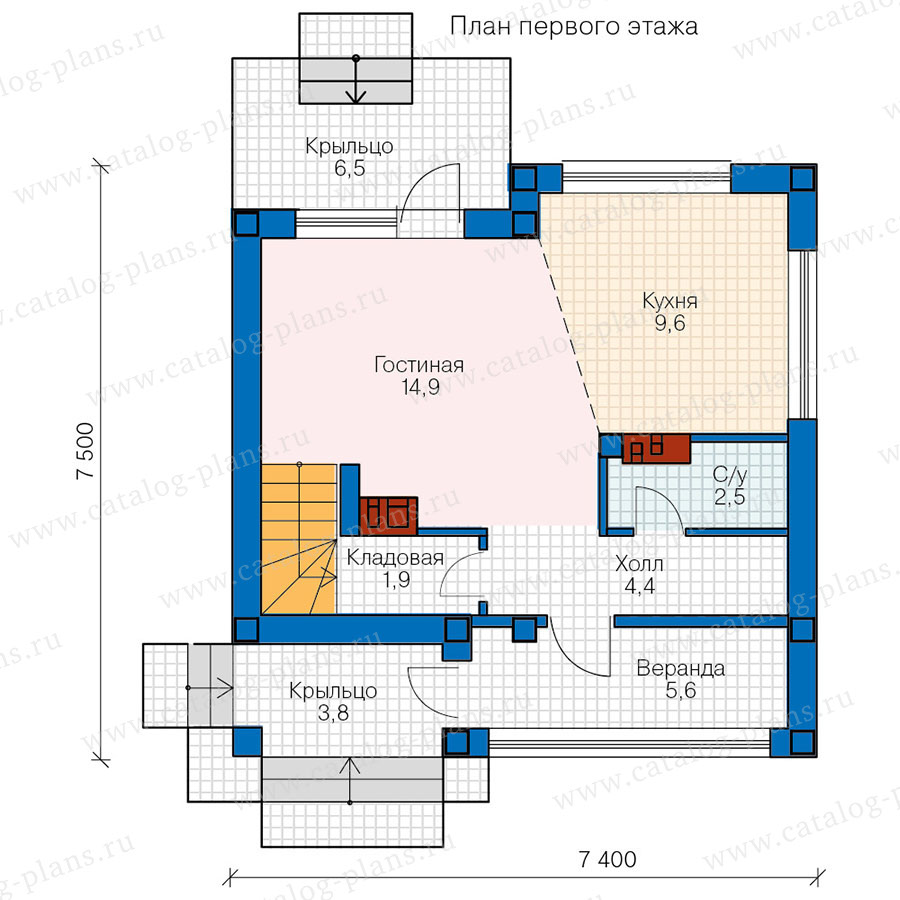 План первого этажа
Крыльцо
6,5
Кухня
9,6
Гостиная
14,9
7 500
С/у
2,5
Кладовая
1,9
Холл
4,4
Веранда
5,6
Крыльцо
3,8
7 400
www.catalog-plans.ru